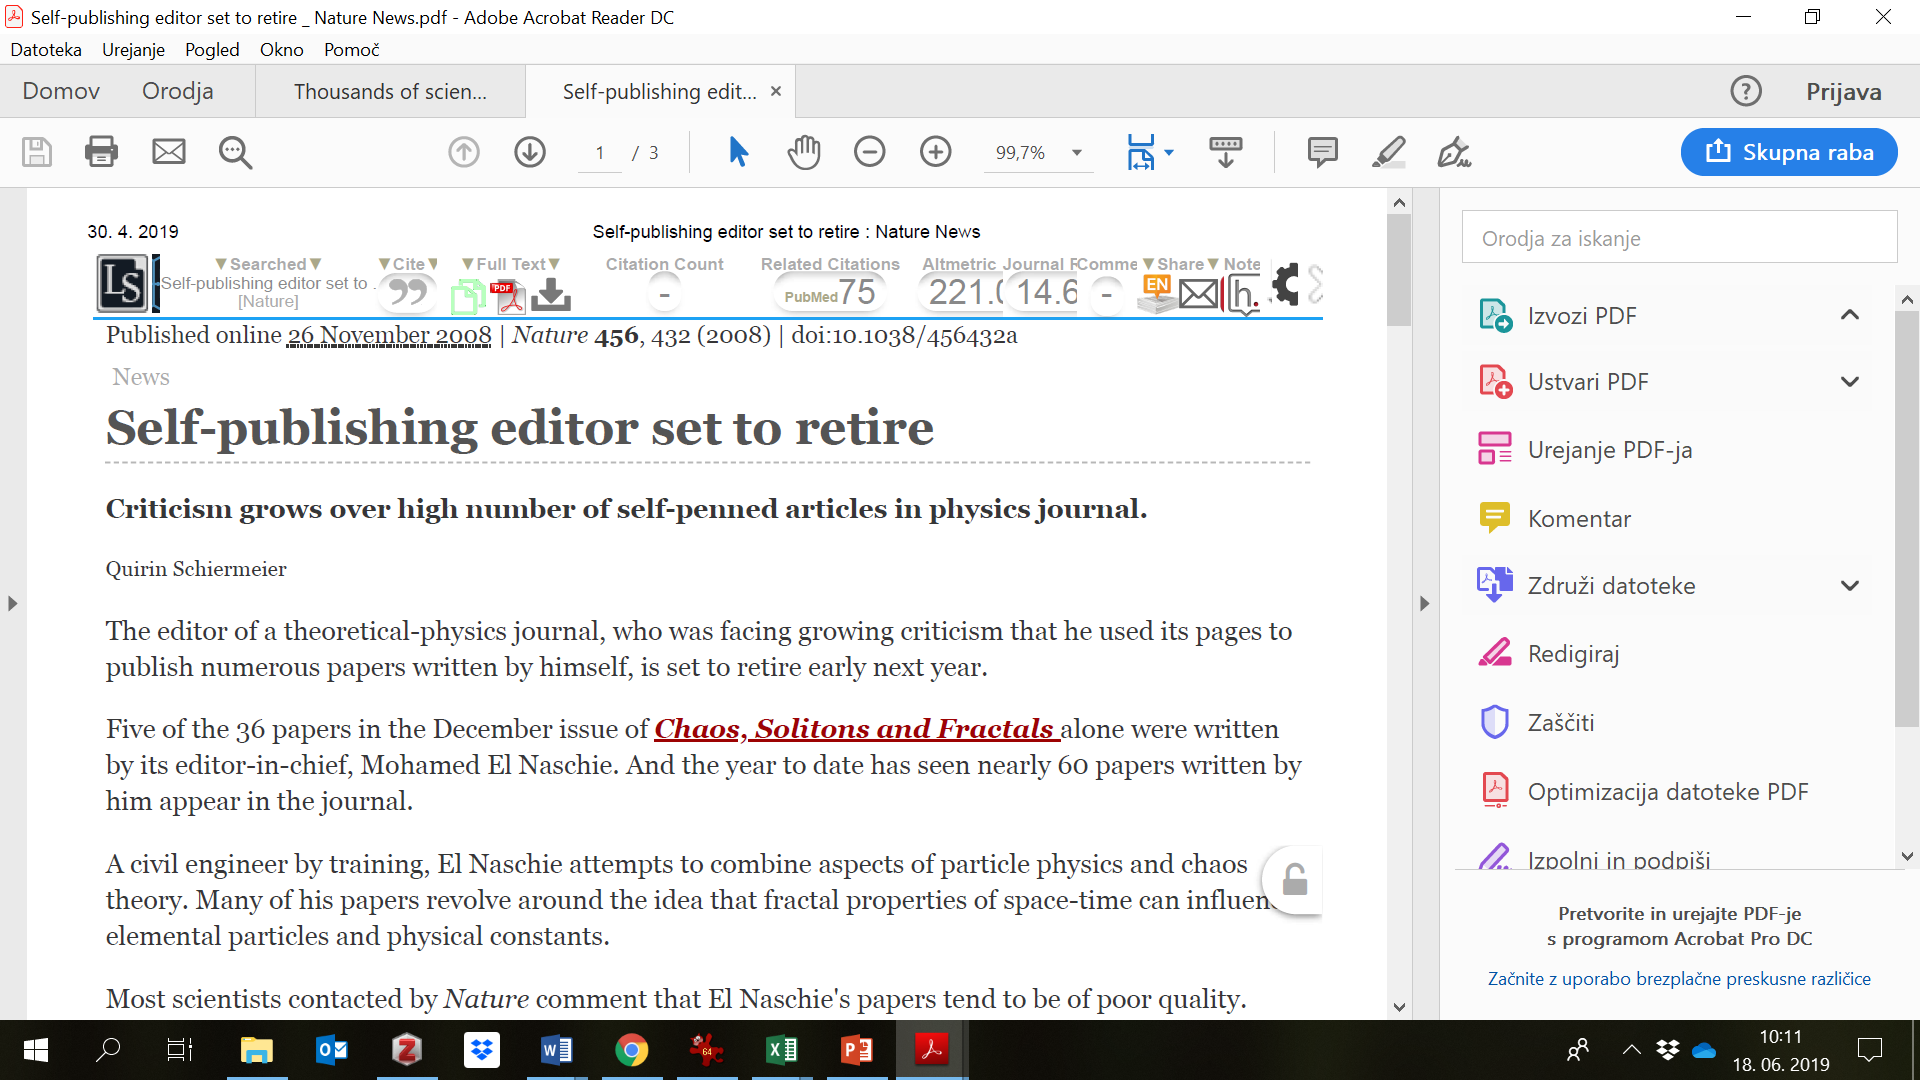 Self-publishing editor set to retire _ Nature News.pdf - Adobe Acrobat Reader DC
Datoteka Urejanje Pogled Okno Pomoč
Domov Orodja Thousands of scien... Self-publishing edit... Prijava
1 / 3 99,7% Skupna raba
30. 4. 2019 Self-publishing editor set to retire : Nature News
Searched Cite Full Text Citation Count Related Citations Altmetric Journal Comme Share Note
LS Self-publishing editor set to .
[Nature] PDF - PubMed 75 221. 14.6 - EN h.
Published online 26 November 2008 | Nature 456, 432 (2008) | doi:10.1038/456432a
News
Self-publishing editor set to retire
Criticism grows over high number of self-penned articles in physics journal.
Quirin Schiermeier
The editor of a theoretical-physics journal, who was facing growing criticism that he used its pages to
publish numerous papers written by himself, is set to retire early next year.
Five of the 36 papers in the December issue of Chaos, Solitons and Fractals alone were written
by its editor-in-chief, Mohamed El Naschie. And the year to date has seen nearly 60 papers written by
him appear in the journal.
A civil engineer by training, El Naschie attempts to combine aspects of particle physics and chaos
theory. Many of his papers revolve around the idea that fractal properties of space-time can influen
elemental particles and physical constants.
Most scientists contacted by Nature comment that El Naschie's papers tend to be of poor quality.
Orodja za iskanje
Izvozi PDF
Ustvari PDF
Urejanje PDF-ja
Komentar
Združi datoteke
Redigiraj
Zaščiti
Optimizacija datoteke PDF
Izpolni in podpiši
Pretvorite in urejajte PDF-je
s programom Acrobat Pro DC
Začnite z uporabo brezplačne preskusne različice
64
10:11
18. 06. 2019